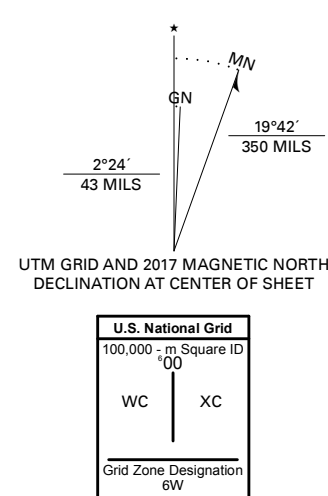 ★
MN
GN
19°42´
350 MILS
2°24´
43 MILS
UTM GRID AND 2017 MAGNETIC NORTH
DECLINATION AT CENTER OF SHEET
U.S. National Grid
100,000 - m Square ID
⁶00
WC XC
Grid Zone Designation
6W